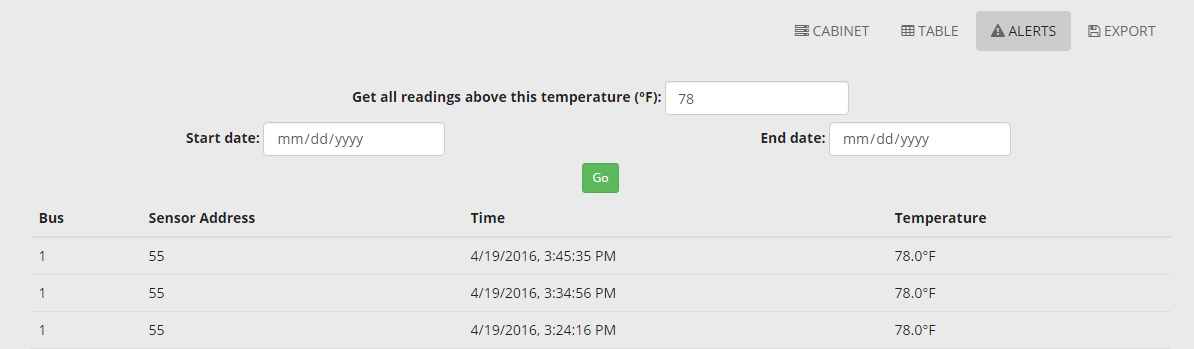 CABINET TABLE ALERTS EXPORT
Get all readings above this temperature (°F): 78
Start date: mm/dd/yyyy End date: mm/dd/yyyy
Go
Bus Sensor Address Time Temperature
1 55 4/19/2016, 3:45:35 PM 78.0°F
1 55 4/19/2016, 3:34:56 PM 78.0°F
1 55 4/19/2016, 3:24:16 PM 78.0°F